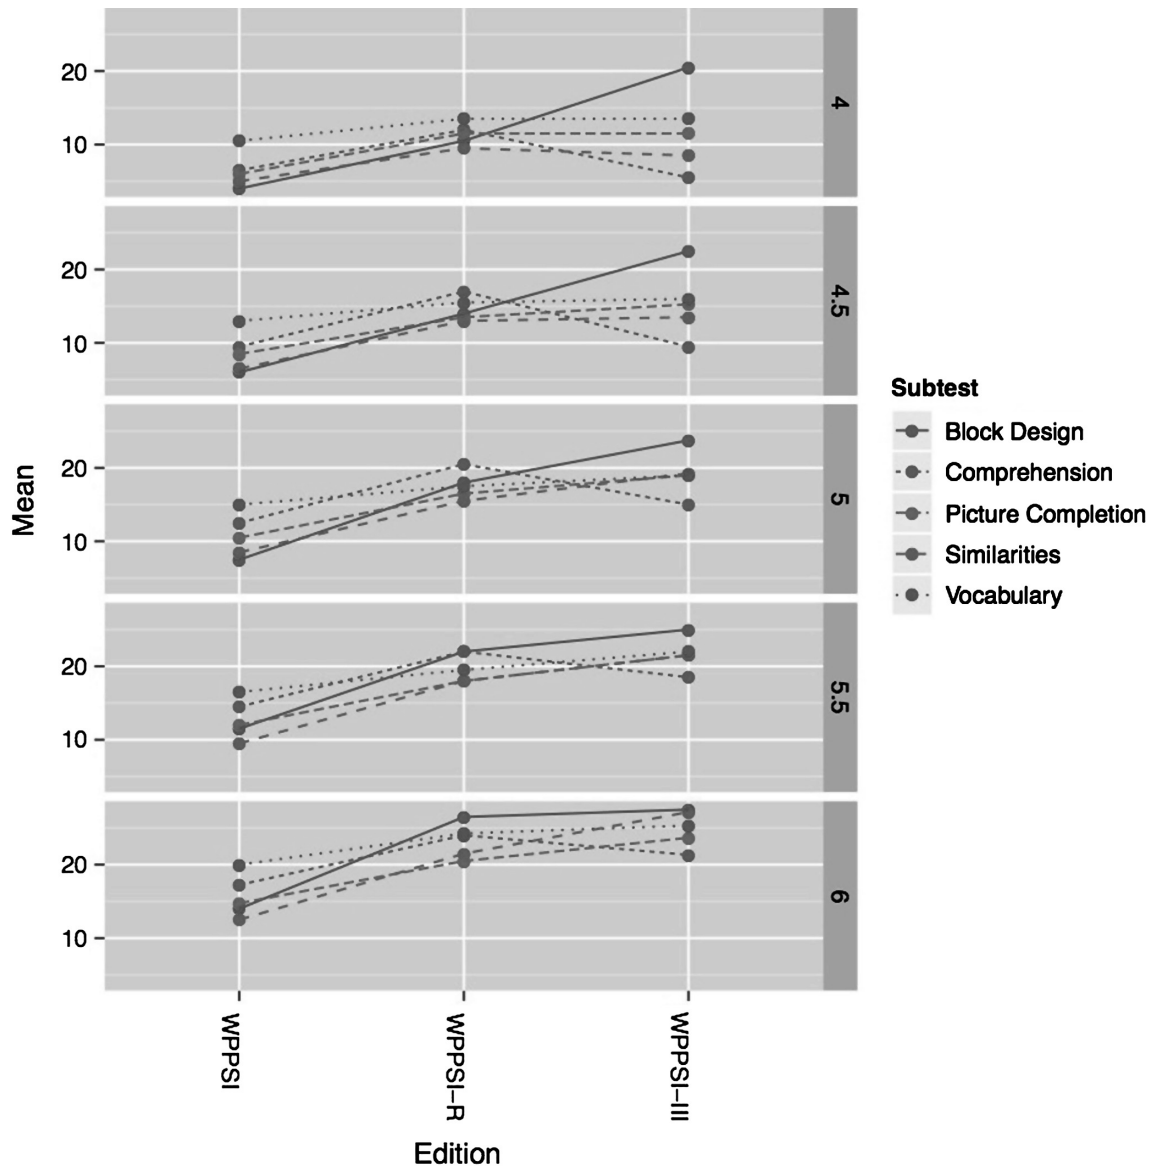 Mean
20
10
4
20
10
4.5
20
10
5
20
10
5.5
20
10
6
WPPSI
WPPSI-R
WPPSI-III
Edition
Subtest
Block Design
Comprehension
Picture Completion
Similarities
Vocabulary